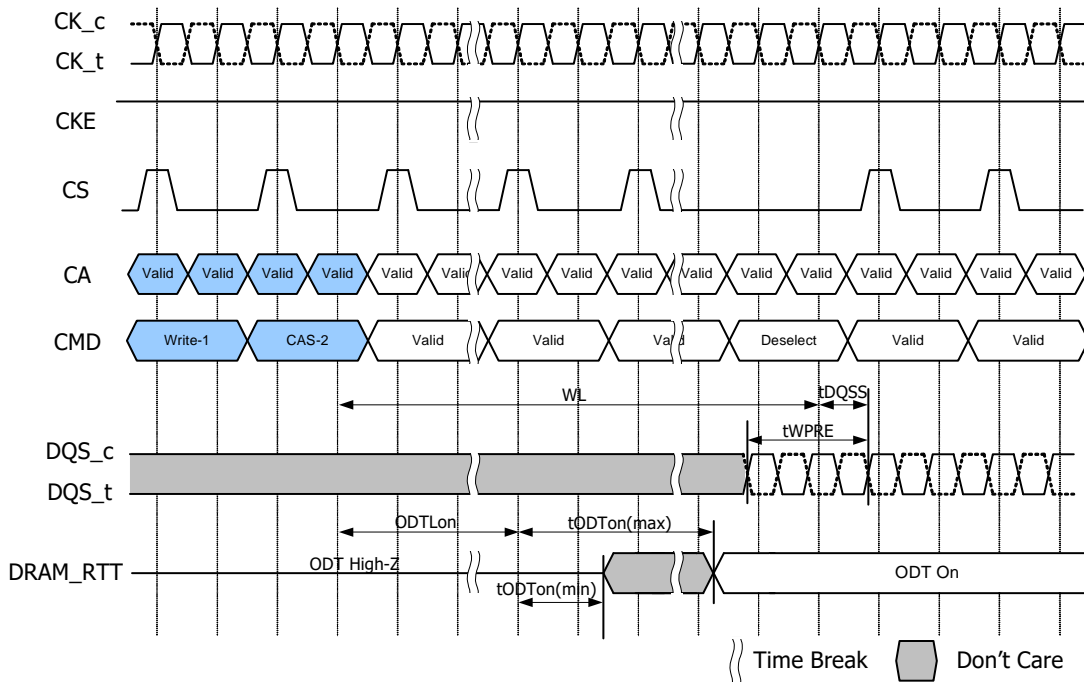 CK_c
CK_t
CKE
CS
CA Valid Valid Valid Valid Valid Valid Valid Valid Valid Valid Valid Valid Valid Valid Valid Valid
CMD Write-1 CAS-2 Valid Valid Valid Deselect Valid Valid
WL tDQSS
tWPRE
DQS_c
DQS_t
ODTLon tODTon(max)
DRAM_RTT ODT High-Z ODT On
tODTon(min)
Time Break Don't Care